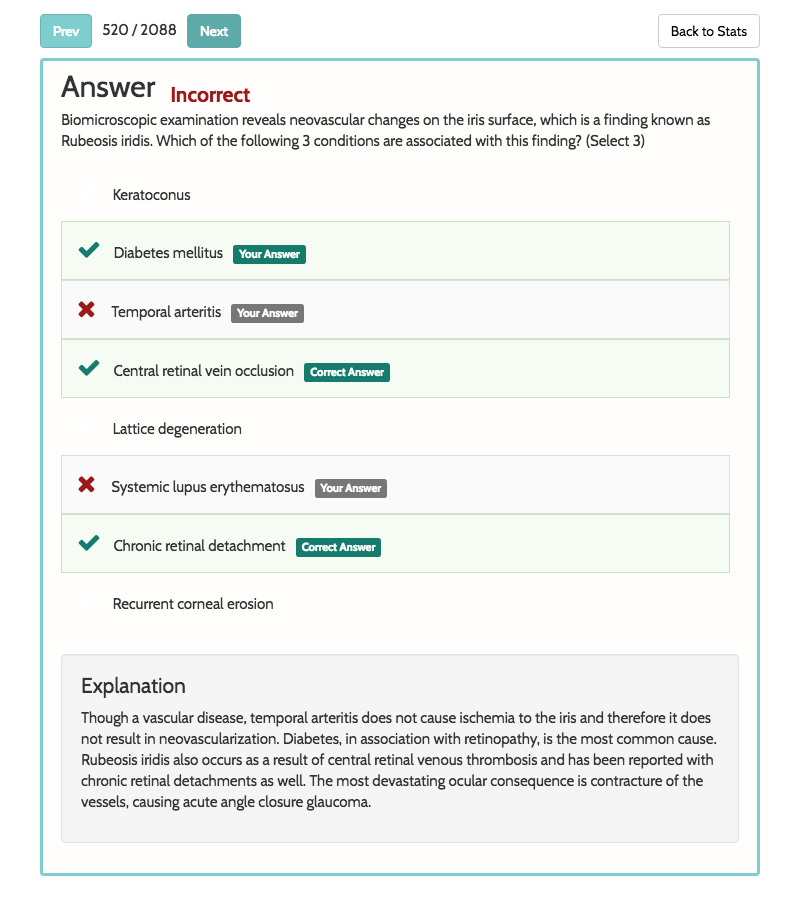 Prev 520 / 2088 Next Back to Stats
Answer Incorrect
Biomicroscopic examination reveals neovascular changes on the iris surface, which is a finding known as
Rubeosis iridis. Which of the following 3 conditions are associated with this finding? (Select 3)
Keratoconus
Diabetes mellitus Your Answer
Temporal arteritis Your Answer
Central retinal vein occlusion Correct Answer
Lattice degeneration
Systemic lupus erythematosus Your Answer
Chronic retinal detachment Correct Answer
Recurrent corneal erosion
Explanation
Though a vascular disease, temporal arteritis does not cause ischemia to the iris and therefore it does
not result in neovascularization. Diabetes, in association with retinopathy, is the most common cause.
Rubeosis iridis also occurs as a result of central retinal venous thrombosis and has been reported with
chronic retinal detachments as well. The most devastating ocular consequence is contracture of the
vessels, causing acute angle closure glaucoma.